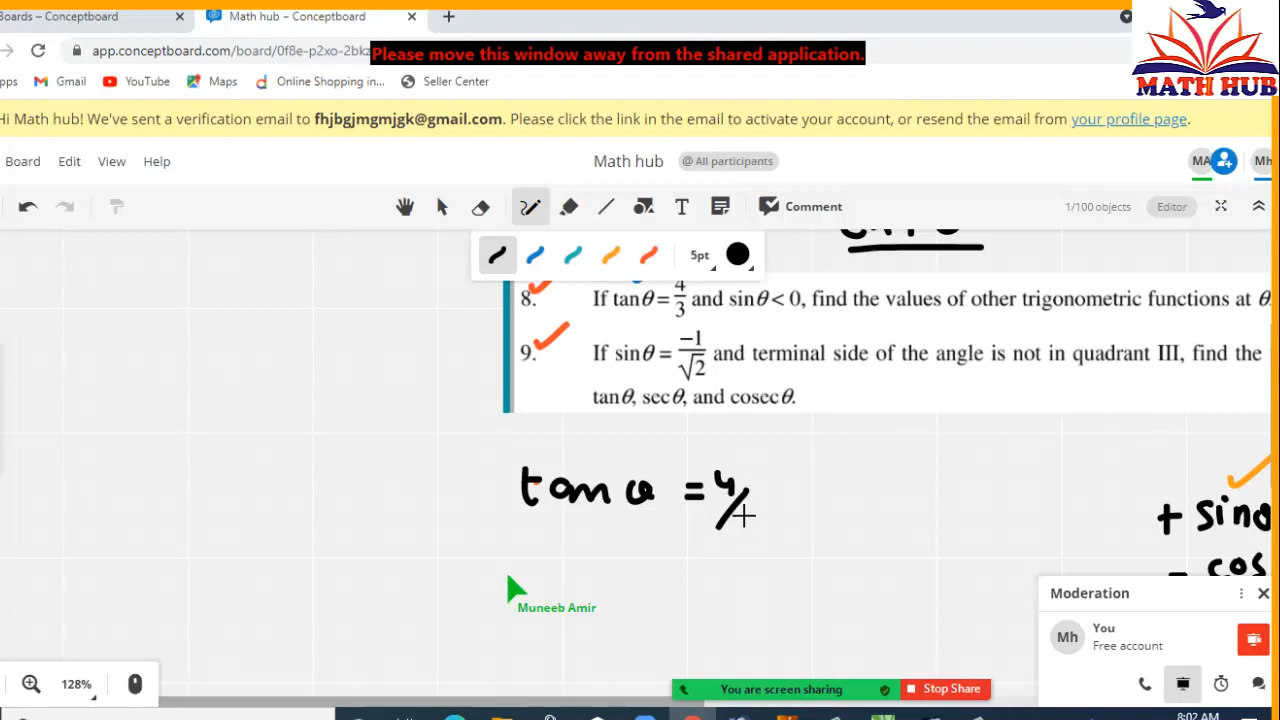 Boards – Conceptboard
Math hub – Conceptboard
app.conceptboard.com/board/0f8e-p2xo-2bkz
Please move this window away from the shared application.
MATH HUB
pps Gmail YouTube Maps Online Shopping in... Seller Center
Hi Math hub! We've sent a verification email to fhjbgjmgmjgk@gmail.com. Please click the link in the email to activate your account, or resend the email from your profile page.
Board Edit View Help
Math hub @ All participants
MA Mh
T Comment 1/100 objects Editor
5pt
8. If tanθ = 4/3 and sinθ < 0, find the values of other trigonometric functions at θ
9. If sinθ = −1/√2 and terminal side of the angle is not in quadrant III, find the
tanθ, secθ, and cosecθ.
tan θ = 4/
+ sinθ
- cos
Muneeb Amir
Moderation
Mh You
Free account
128%
You are screen sharing Stop Share
8:02 AM